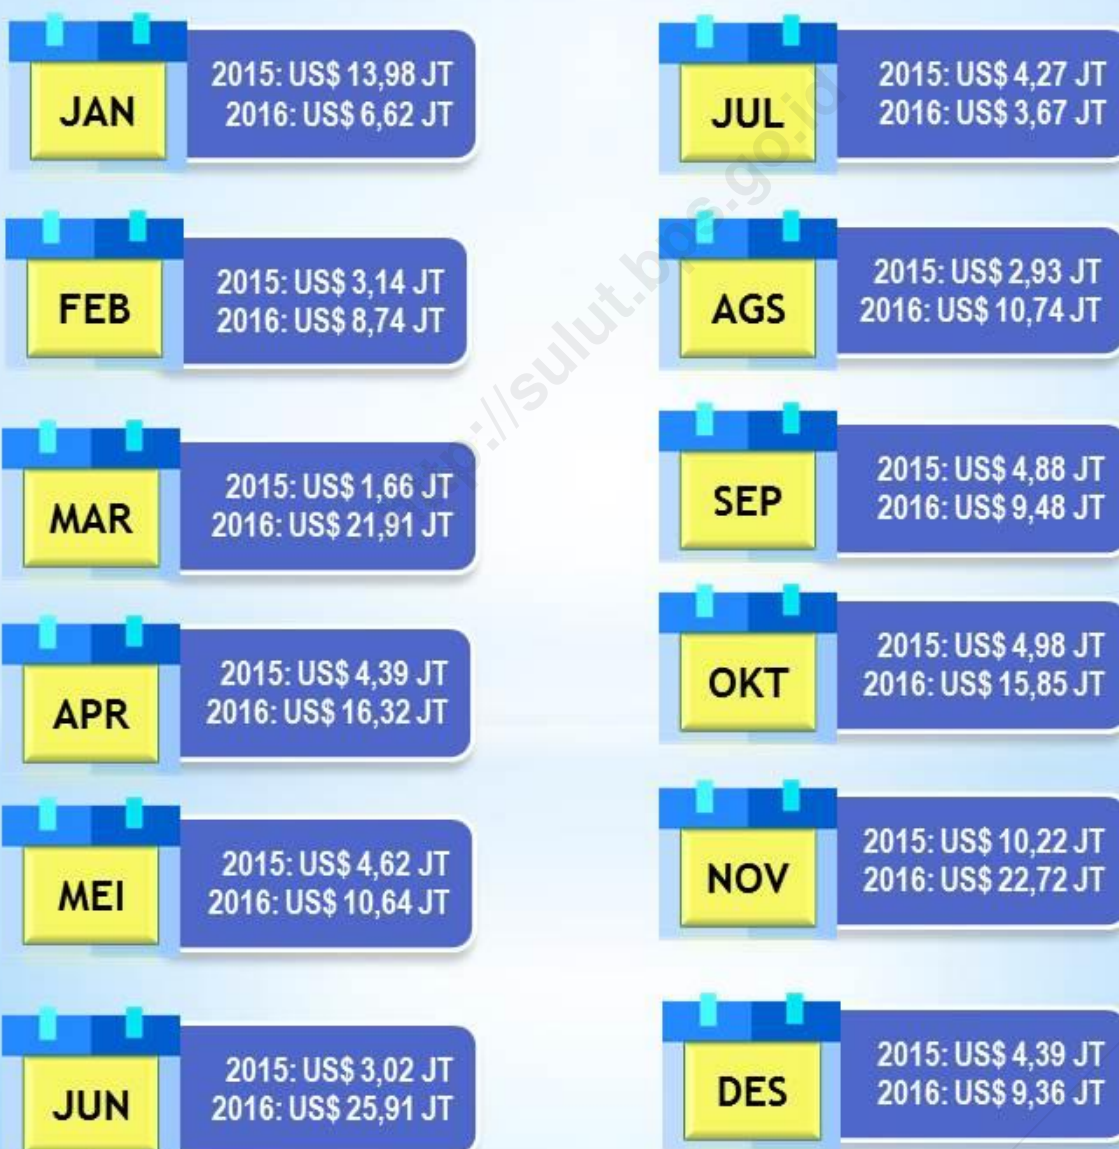 JAN
2015: US$ 13,98 JT
2016: US$ 6,62 JT
FEB
2015: US$ 3,14 JT
2016: US$ 8,74 JT
MAR
2015: US$ 1,66 JT
2016: US$ 21,91 JT
APR
2015: US$ 4,39 JT
2016: US$ 16,32 JT
MEI
2015: US$ 4,62 JT
2016: US$ 10,64 JT
JUN
2015: US$ 3,02 JT
2016: US$ 25,91 JT
JUL
2015: US$ 4,27 JT
2016: US$ 3,67 JT
AGS
2015: US$ 2,93 JT
2016: US$ 10,74 JT
SEP
2015: US$ 4,88 JT
2016: US$ 9,48 JT
OKT
2015: US$ 4,98 JT
2016: US$ 15,85 JT
NOV
2015: US$ 10,22 JT
2016: US$ 22,72 JT
DES
2015: US$ 4,39 JT
2016: US$ 9,36 JT
http://sulut.bps.go.id